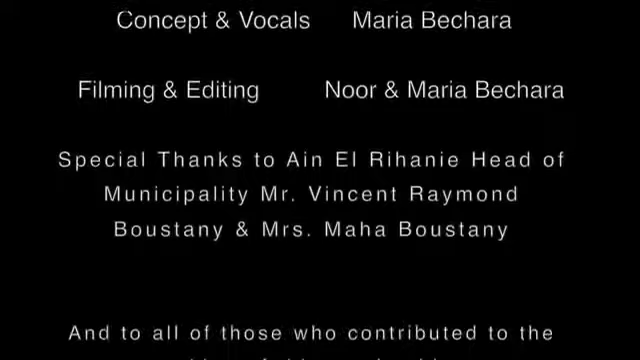 Concept & Vocals Maria Bechara
Filming & Editing Noor & Maria Bechara
Special Thanks to Ain El Rihanie Head of
Municipality Mr. Vincent Raymond
Boustany & Mrs. Maha Boustany
And to all of those who contributed to the